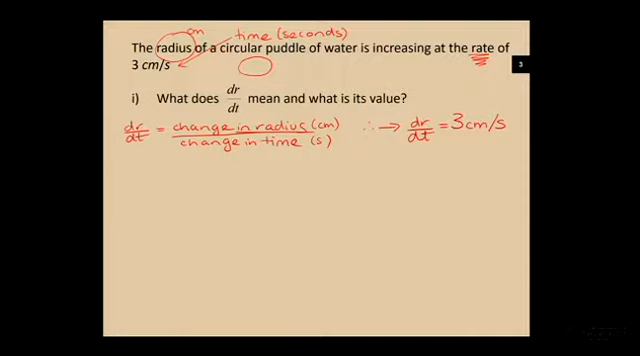 cm time (seconds)
The radius of a circular puddle of water is increasing at the rate of
3 cm/s
3
i) What does dr/dt mean and what is its value?
dr/dt = change in radius (cm) / change in time (s) ∴ → dr/dt = 3 cm/s